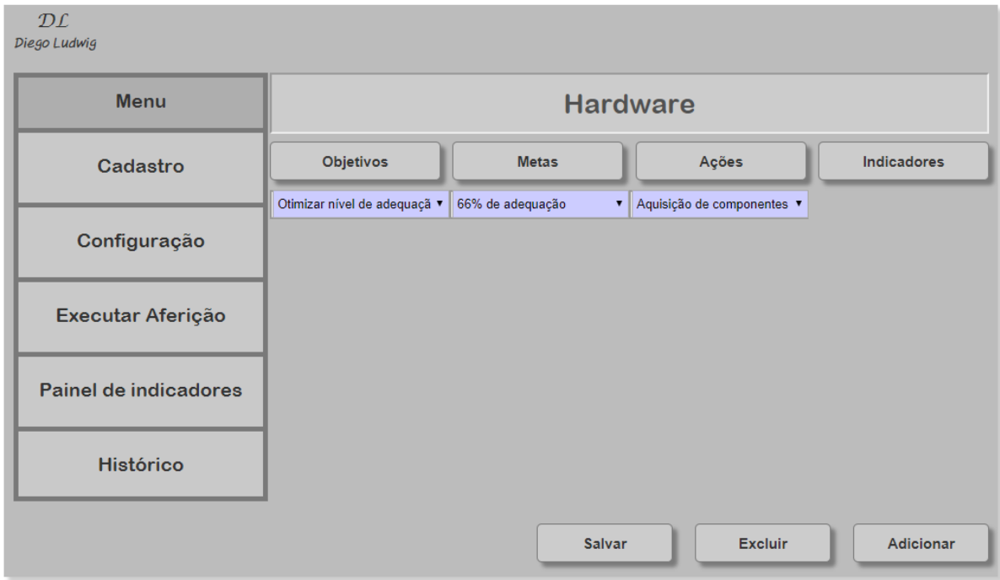 DL
Diego Ludwig
Menu
Cadastro
Configuração
Executar Aferição
Painel de indicadores
Histórico
Hardware
Objetivos Metas Ações Indicadores
Otimizar nível de adequaçã 66% de adequação Aquisição de componentes
Salvar Excluir Adicionar